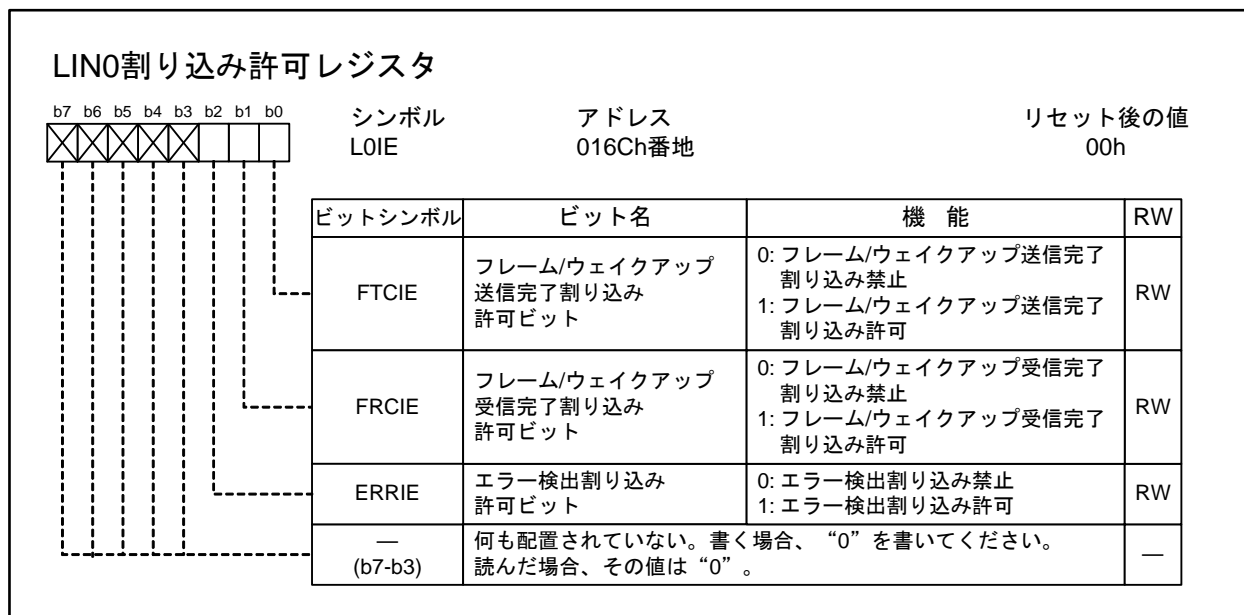 LIN0割り込み許可レジスタ
b7 b6 b5 b4 b3 b2 b1 b0
シンボル アドレス リセット後の値
L0IE 016Ch番地 00h
ビットシンボル ビット名 機 能 RW
FTCIE
フレーム/ウェイクアップ
送信完了割り込み
許可ビット
0: フレーム/ウェイクアップ送信完了
割り込み禁止
1: フレーム/ウェイクアップ送信完了
割り込み許可
RW
FRCIE
フレーム/ウェイクアップ
受信完了割り込み
許可ビット
0: フレーム/ウェイクアップ受信完了
割り込み禁止
1: フレーム/ウェイクアップ受信完了
割り込み許可
RW
ERRIE
エラー検出割り込み
許可ビット
0: エラー検出割り込み禁止
1: エラー検出割り込み許可
RW
—
(b7-b3)
何も配置されていない。書く場合、“0”を書いてください。
読んだ場合、その値は“0”。
—